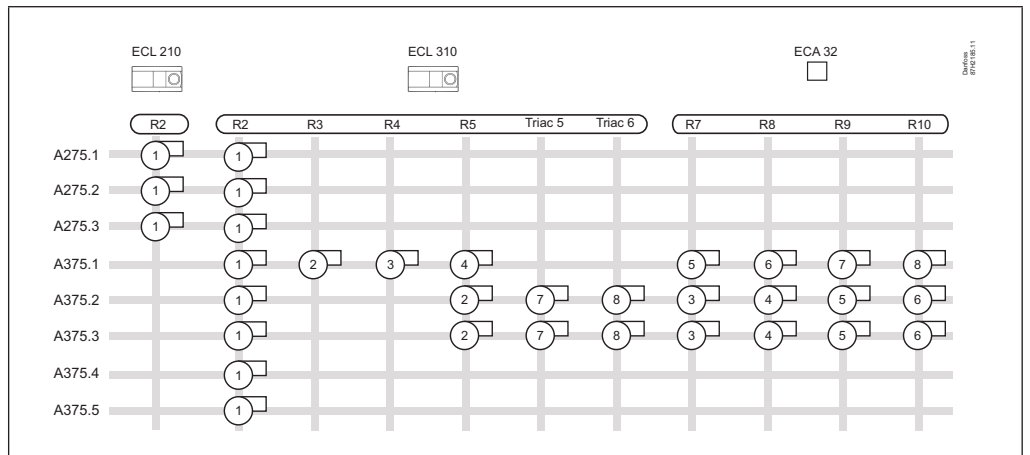 ECL 210 ECL 310 ECA 32
Danfoss
87H2185.11
R2 R2 R3 R4 R5 Triac 5 Triac 6 R7 R8 R9 R10
A275.1 1 1
A275.2 1 1
A275.3 1 1
A375.1 1 2 3 4 5 6 7 8
A375.2 1 2 7 8 3 4 5 6
A375.3 1 2 7 8 3 4 5 6
A375.4 1
A375.5 1